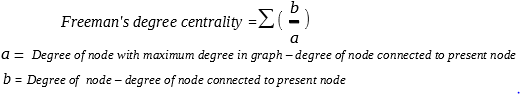 Freeman's degree centrality =∑( b/a )
a = Degree of node with maximum degree in graph – degree of node connected to present node
b = Degree of node – degree of node connected to present node